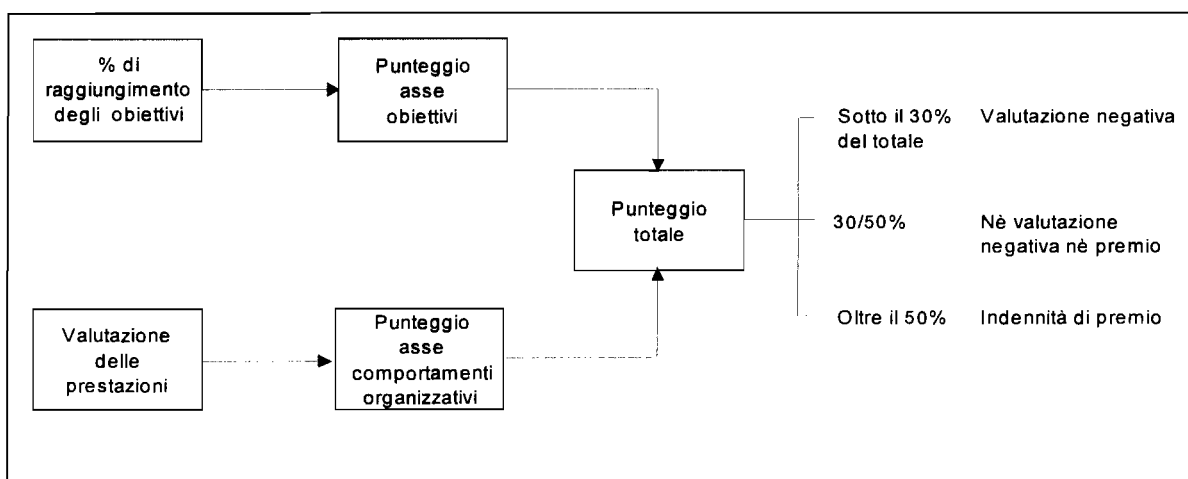 % di
raggiungimento
degli obiettivi
Punteggio
asse
obiettivi
Valutazione
delle
prestazioni
Punteggio
asse
comportamenti
organizzativi
Punteggio
totale
Sotto il 30% Valutazione negativa
del totale
30/50% Nè valutazione
negativa nè premio
Oltre il 50% Indennità di premio